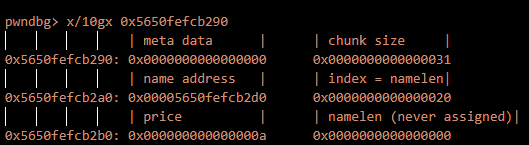 pwndbg> x/10gx 0x5650fefcb290
| | | | meta data | | chunk size |
0x5650fefcb290: 0x0000000000000000 0x0000000000000031
| | | | name address | | index = namelen|
0x5650fefcb2a0: 0x00005650fefcb2d0 0x0000000000000020
| | | | price | | namelen (never assigned)|
0x5650fefcb2b0: 0x000000000000000a 0x0000000000000000